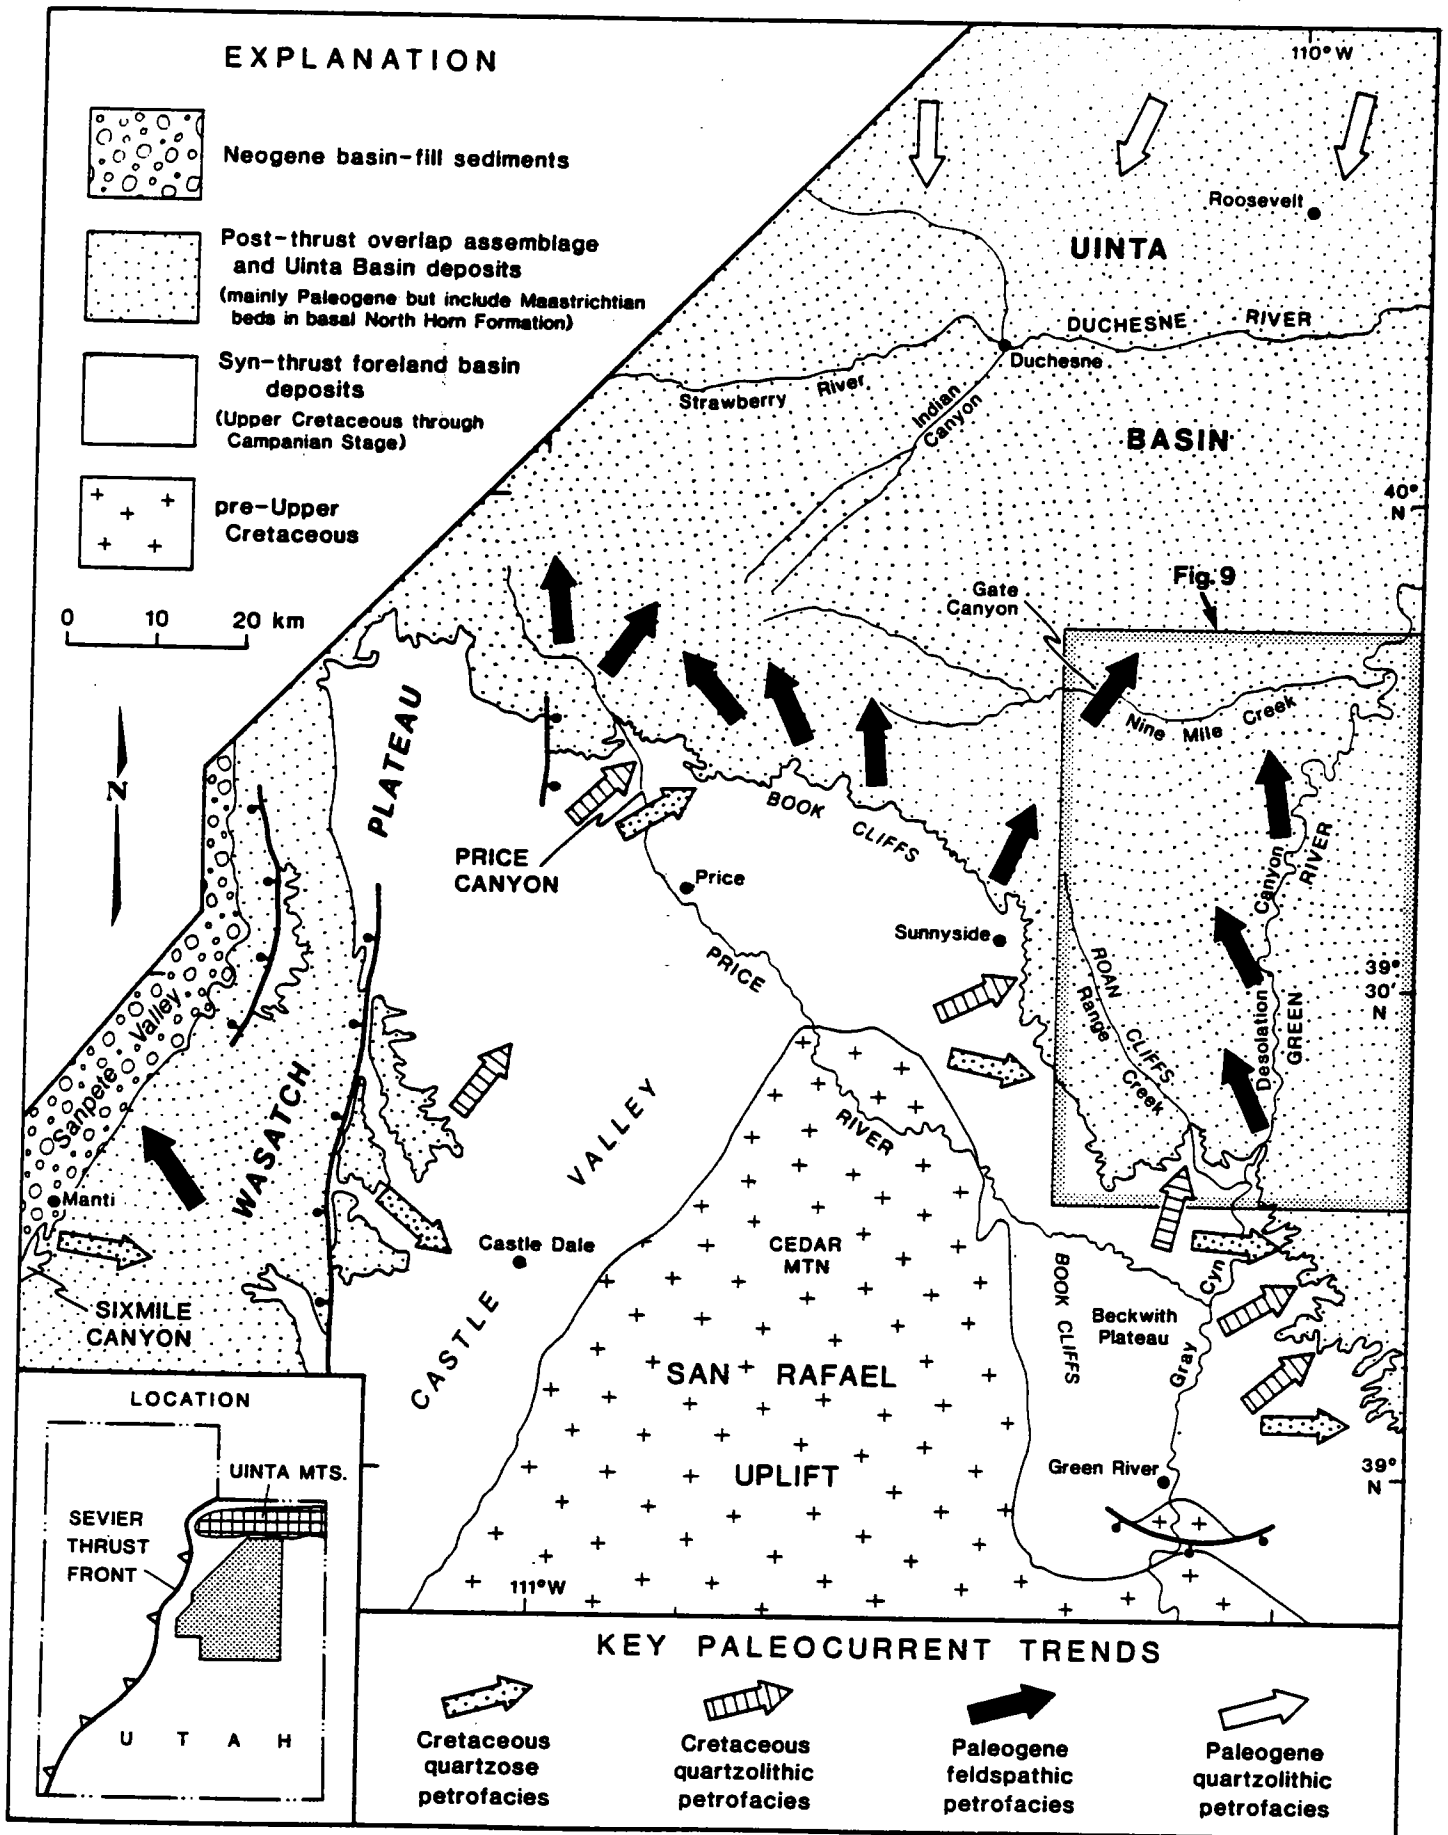 EXPLANATION
Neogene basin-fill sediments
Post-thrust overlap assemblage
and Uinta Basin deposits
(mainly Paleogene but include Maastrichtian
beds in basal North Horn Formation)
Syn-thrust foreland basin
deposits
(Upper Cretaceous through
Campanian Stage)
pre-Upper
Cretaceous
0 10 20 km
N
110°W
Roosevelt
UINTA
DUCHESNE RIVER
Duchesne
Strawberry River
Indian
Canyon
BASIN
40°
N
Fig. 9
Gate
Canyon
Nine Mile Creek
PLATEAU
BOOK CLIFFS
PRICE
CANYON
Price
Sunnyside
PRICE
RIVER
ROAN
CLIFFS
Range
Creek
Desolation
Canyon
GREEN
RIVER
39°
30'
N
Sanpete Valley
WASATCH
Manti
SIXMILE
CANYON
Castle Dale
CASTLE
VALLEY
CEDAR
MTN
SAN RAFAEL
UPLIFT
BOOK CLIFFS
Beckwith
Plateau
Gray
Cyn
Green River
39°
N
111°W
LOCATION
UINTA MTS.
SEVIER
THRUST
FRONT
UTAH
KEY PALEOCURRENT TRENDS
Cretaceous
quartzose
petrofacies
Cretaceous
quartzolithic
petrofacies
Paleogene
feldspathic
petrofacies
Paleogene
quartzolithic
petrofacies